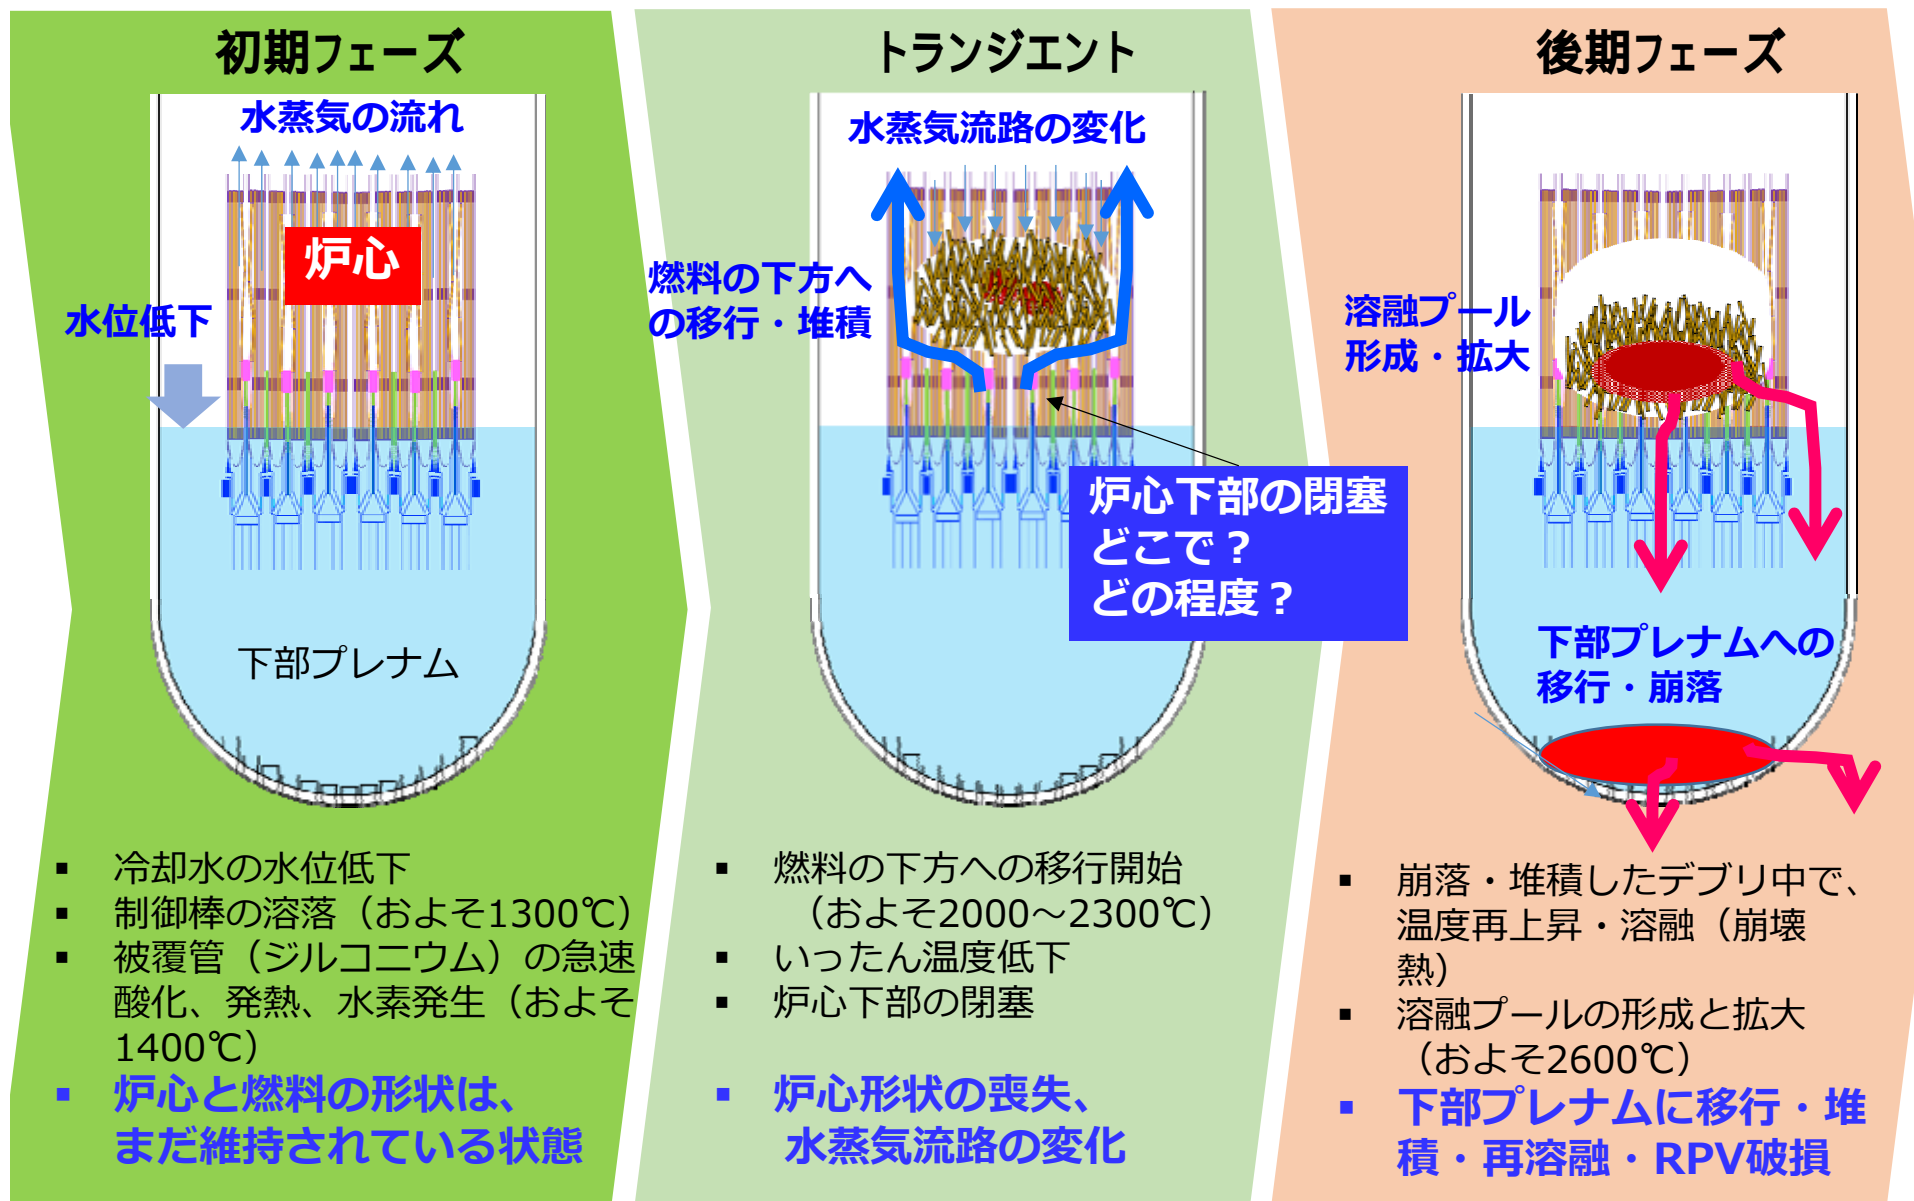 初期フェーズ
水蒸気の流れ
炉心
水位低下
下部プレナム
▪ 冷却水の水位低下
▪ 制御棒の溶落（およそ1300℃）
▪ 被覆管（ジルコニウム）の急速
酸化、発熱、水素発生（およそ
1400℃）
▪ 炉心と燃料の形状は、
まだ維持されている状態
トランジエント
水蒸気流路の変化
燃料の下方へ
の移行・堆積
炉心下部の閉塞
どこで？
どの程度？
▪ 燃料の下方への移行開始
（およそ2000～2300℃）
▪ いったん温度低下
▪ 炉心下部の閉塞
▪ 炉心形状の喪失、
水蒸気流路の変化
後期フェーズ
溶融プール
形成・拡大
下部プレナムへの
移行・崩落
▪ 崩落・堆積したデブリ中で、
温度再上昇・溶融（崩壊
熱）
▪ 溶融プールの形成と拡大
（およそ2600℃）
▪ 下部プレナムに移行・堆
積・再溶融・RPV破損